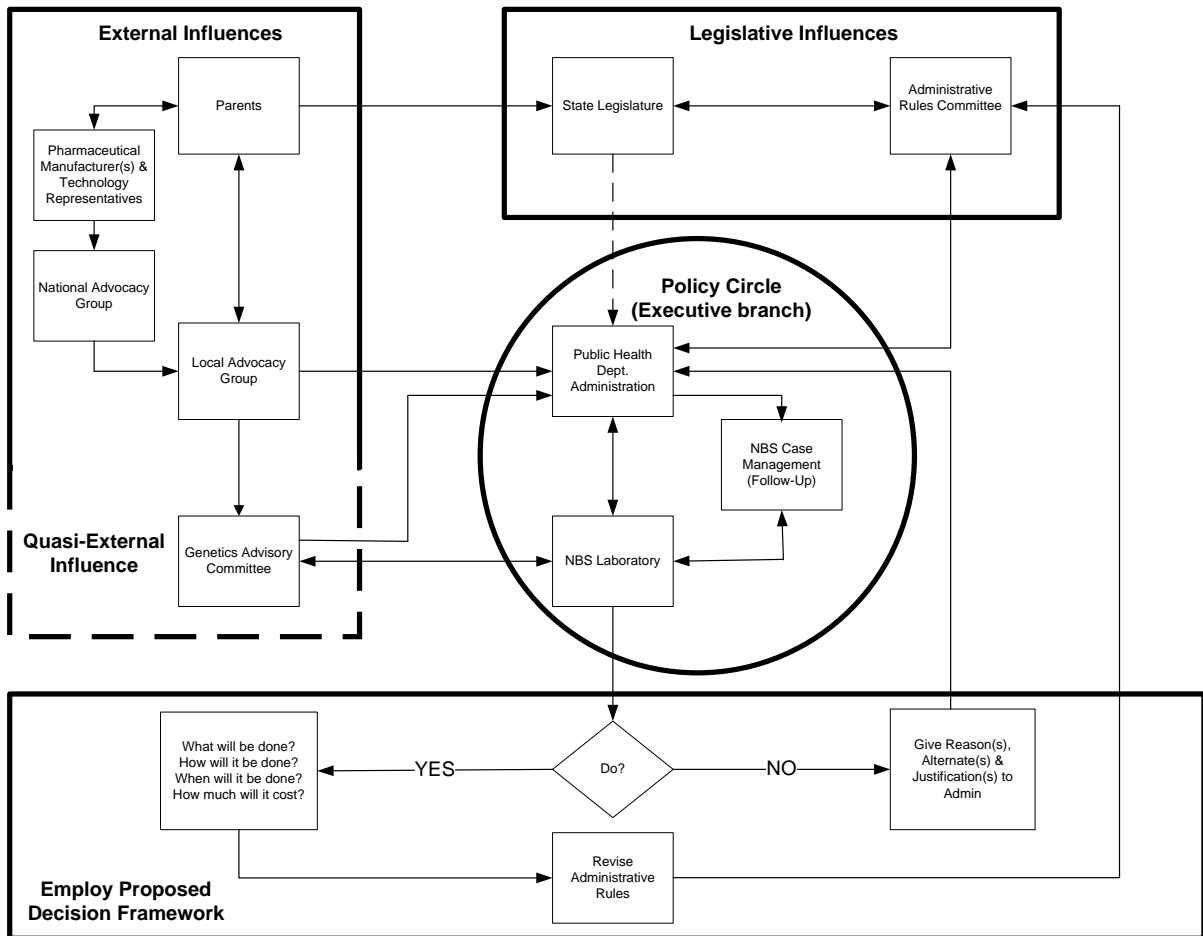 External Influences
Legislative Influences
Parents
State Legislature
Administrative
Rules Committee
Pharmaceutical
Manufacturer(s) &
Technology
Representatives
National Advocacy
Group
Policy Circle
(Executive branch)
Local Advocacy
Group
Public Health
Dept.
Administration
NBS Case
Management
(Follow-Up)
Quasi-External
Influence
Genetics Advisory
Committee
NBS Laboratory
What will be done?
How will it be done?
When will it be done?
How much will it cost?
YES
Do?
NO
Give Reason(s),
Alternate(s) &
Justification(s) to
Admin
Revise
Administrative
Rules
Employ Proposed
Decision Framework